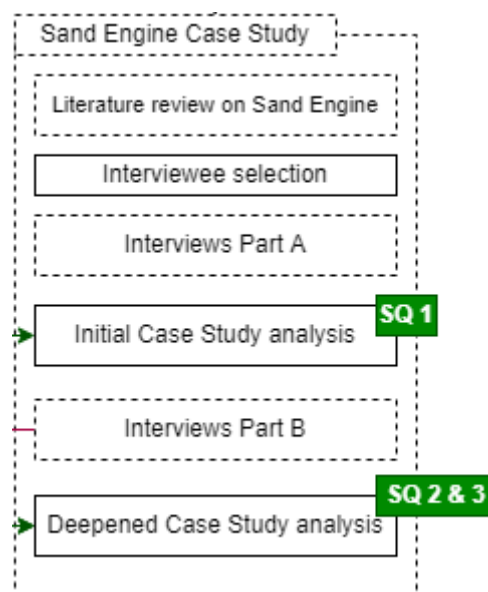 Sand Engine Case Study
Literature review on Sand Engine
Interviewee selection
Interviews Part A
SQ 1
Initial Case Study analysis
Interviews Part B
SQ 2 & 3
Deepened Case Study analysis